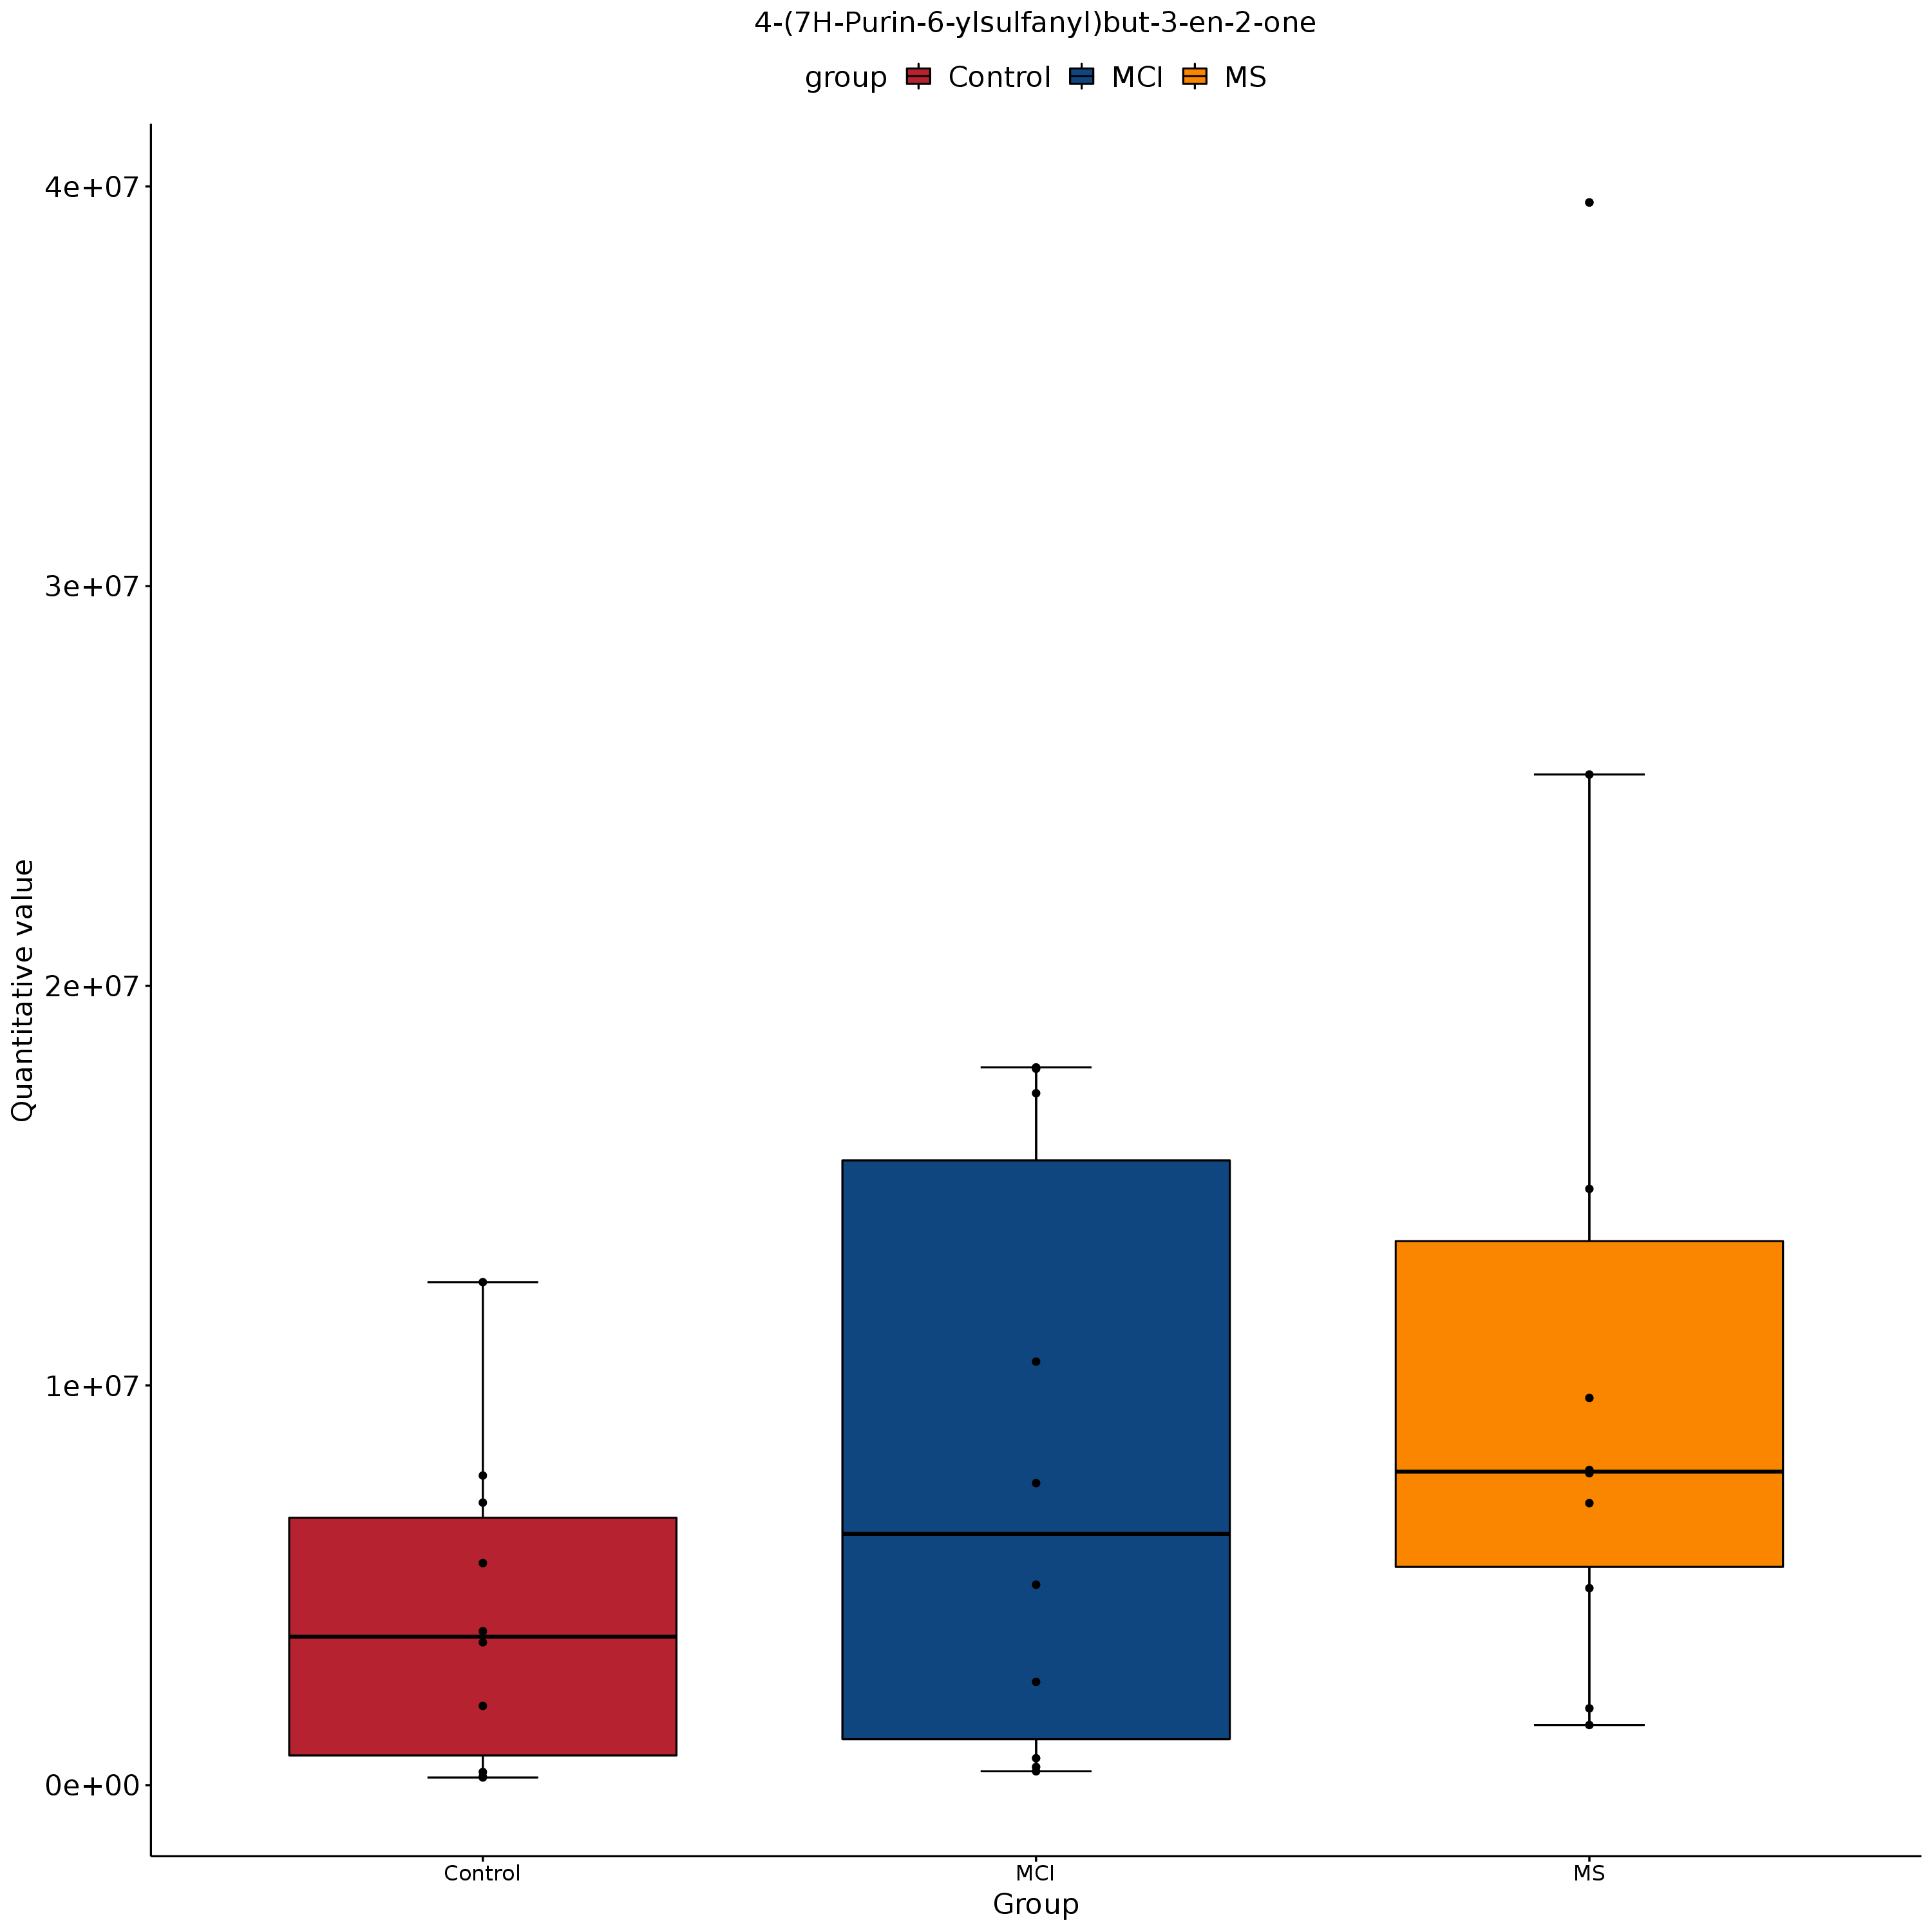 4-(7H-Purin-6-ylsulfanyl)but-3-en-2-one
group Control MCI MS
4e+07
3e+07
2e+07
1e+07
0e+00
Quantitative value
Control MCI MS
Group